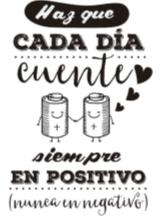 Haz que
CADA DÍA
cuente
siempre
EN POSITIVO
(nunca en negativo)